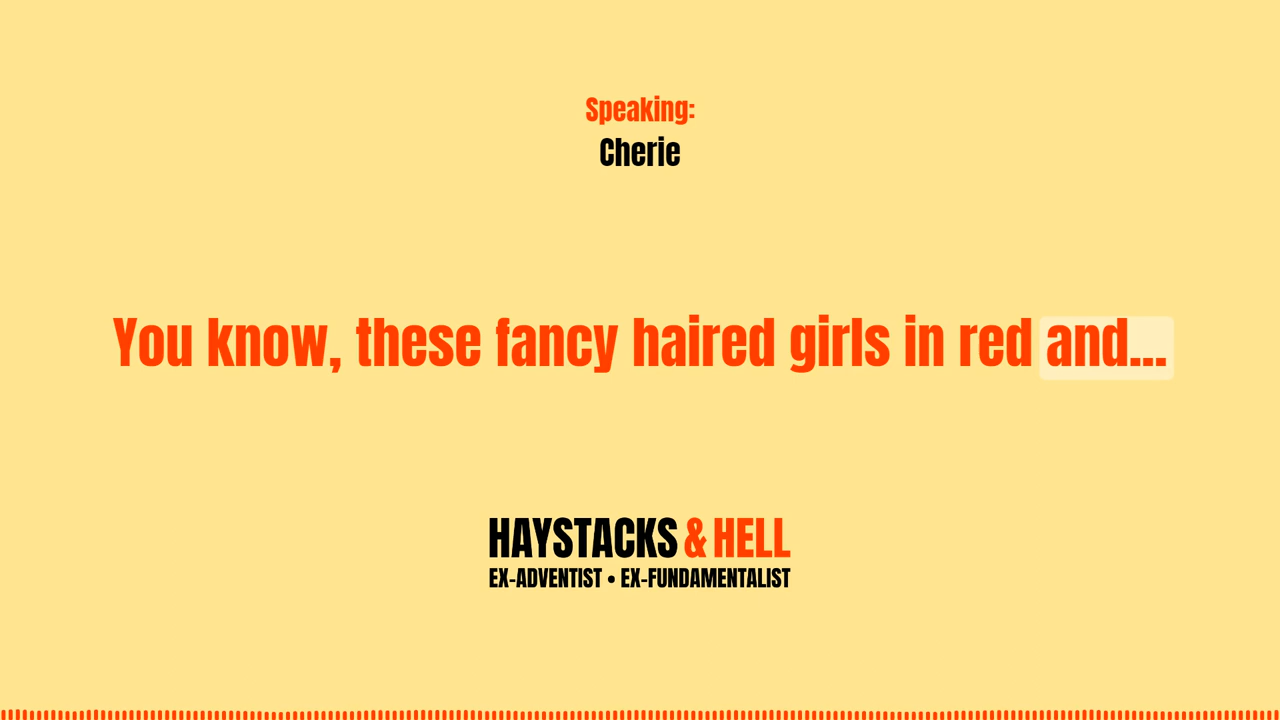 Speaking:
Cherie
You know, these fancy haired girls in red and...
HAYSTACKS & HELL
EX-ADVENTIST • EX-FUNDAMENTALIST